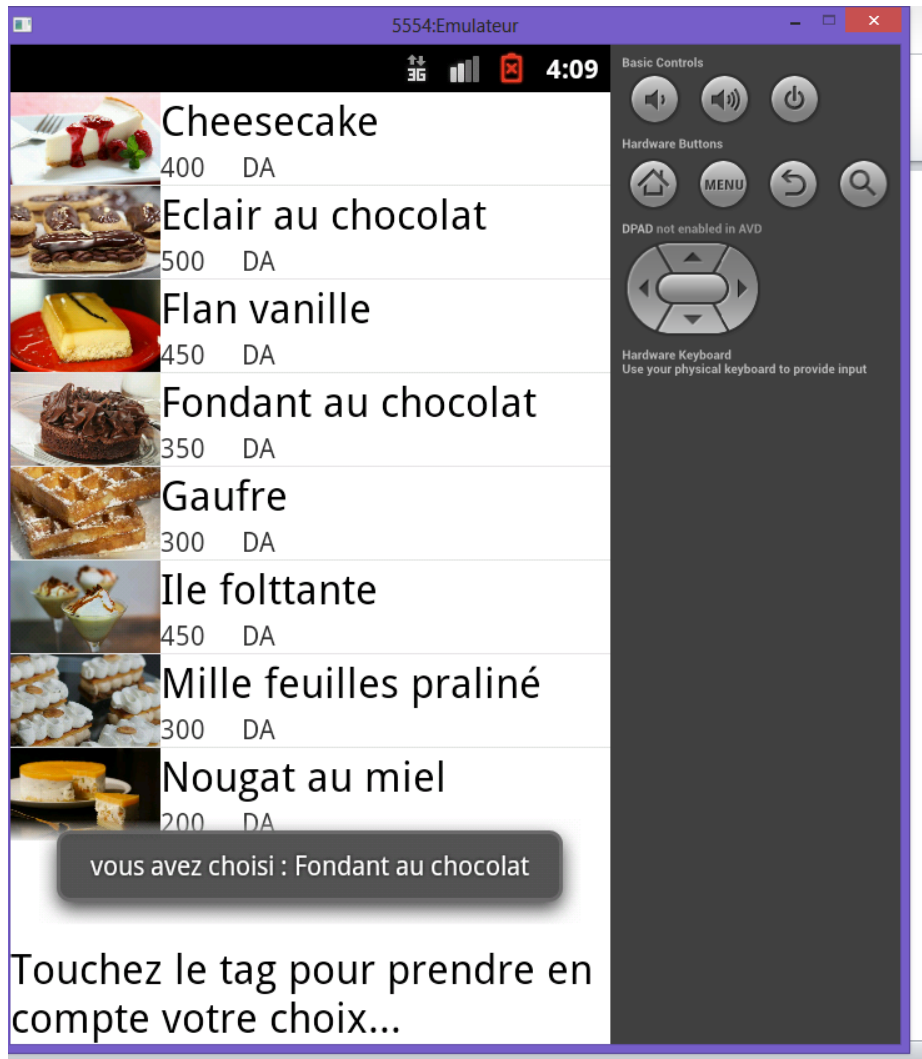 5554:Emulateur
3G 4:09
Cheesecake
400 DA
Eclair au chocolat
500 DA
Flan vanille
450 DA
Fondant au chocolat
350 DA
Gaufre
300 DA
Ile folttante
450 DA
Mille feuilles praliné
300 DA
Nougat au miel
200 DA
vous avez choisi : Fondant au chocolat
Touchez le tag pour prendre en
compte votre choix...
Basic Controls
Hardware Buttons
MENU
DPAD not enabled in AVD
Hardware Keyboard
Use your physical keyboard to provide input